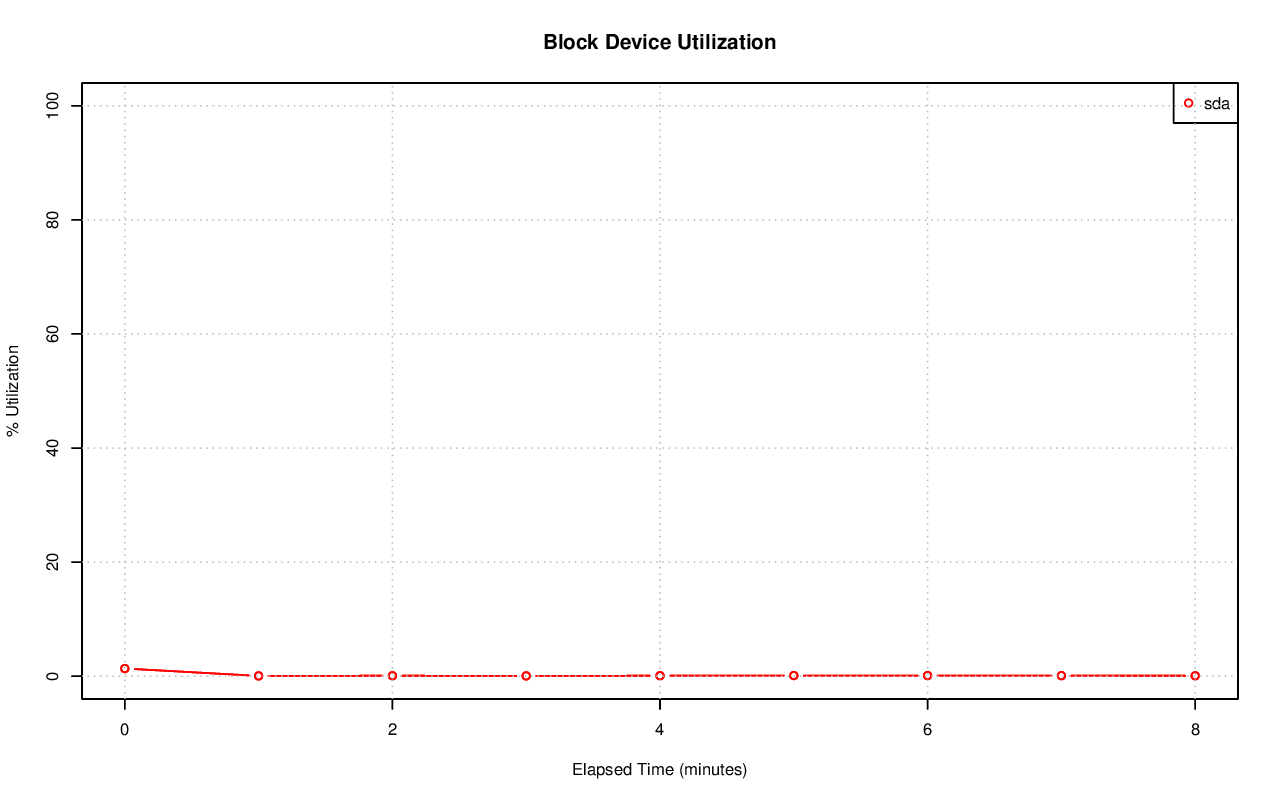 Block Device Utilization
sda
% Utilization
100
80
60
40
20
0
0 2 4 6 8
Elapsed Time (minutes)